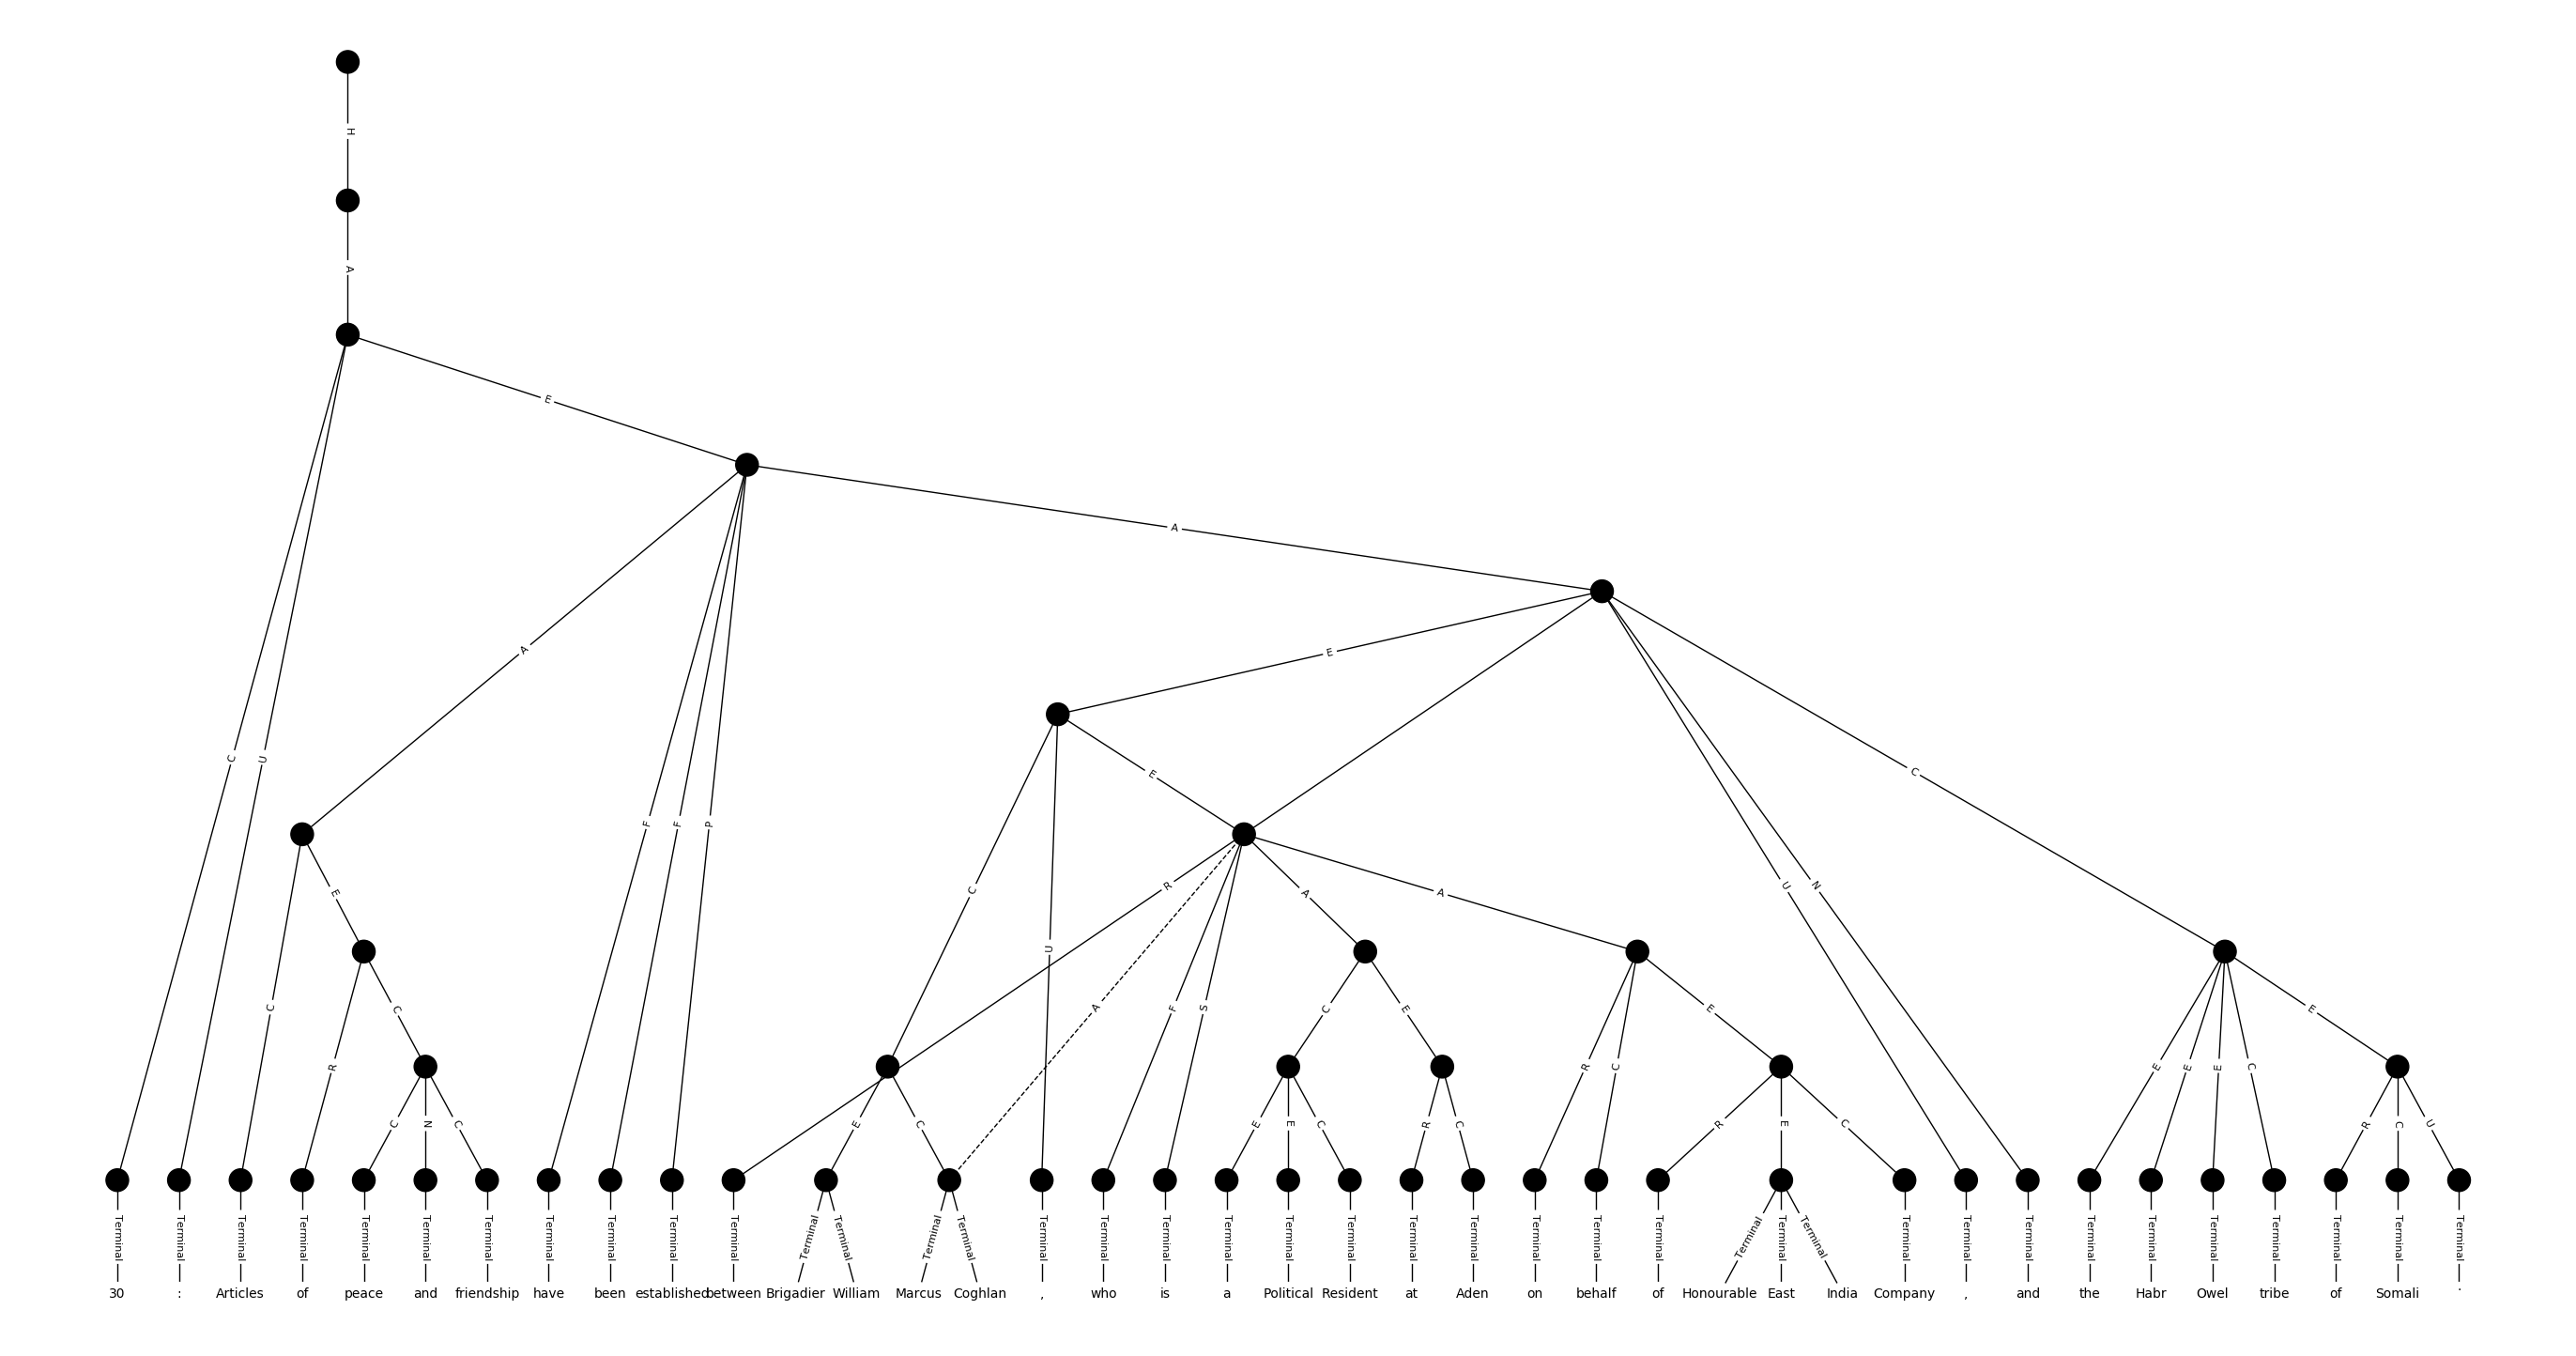 H
A
E
A
A
E
E
C
C
U
F
F
P
R
A
A
U
N
C
E
U
A
F
S
C
R
C
C
E
R
C
E
E
E
E
C
E
C
N
C
E
C
E
E
C
R
C
R
E
C
R
C
U
Terminal Terminal Terminal Terminal Terminal Terminal Terminal Terminal Terminal Terminal Terminal Terminal Terminal Terminal Terminal Terminal Terminal Terminal Terminal Terminal Terminal Terminal Terminal Terminal Terminal Terminal Terminal Terminal Terminal Terminal Terminal Terminal Terminal Terminal Terminal Terminal Terminal Terminal Terminal
30 : Articles of peace and friendship have been established between Brigadier William Marcus Coghlan , who is a Political Resident at Aden on behalf of Honourable East India Company , and the Habr Owel tribe of Somali .